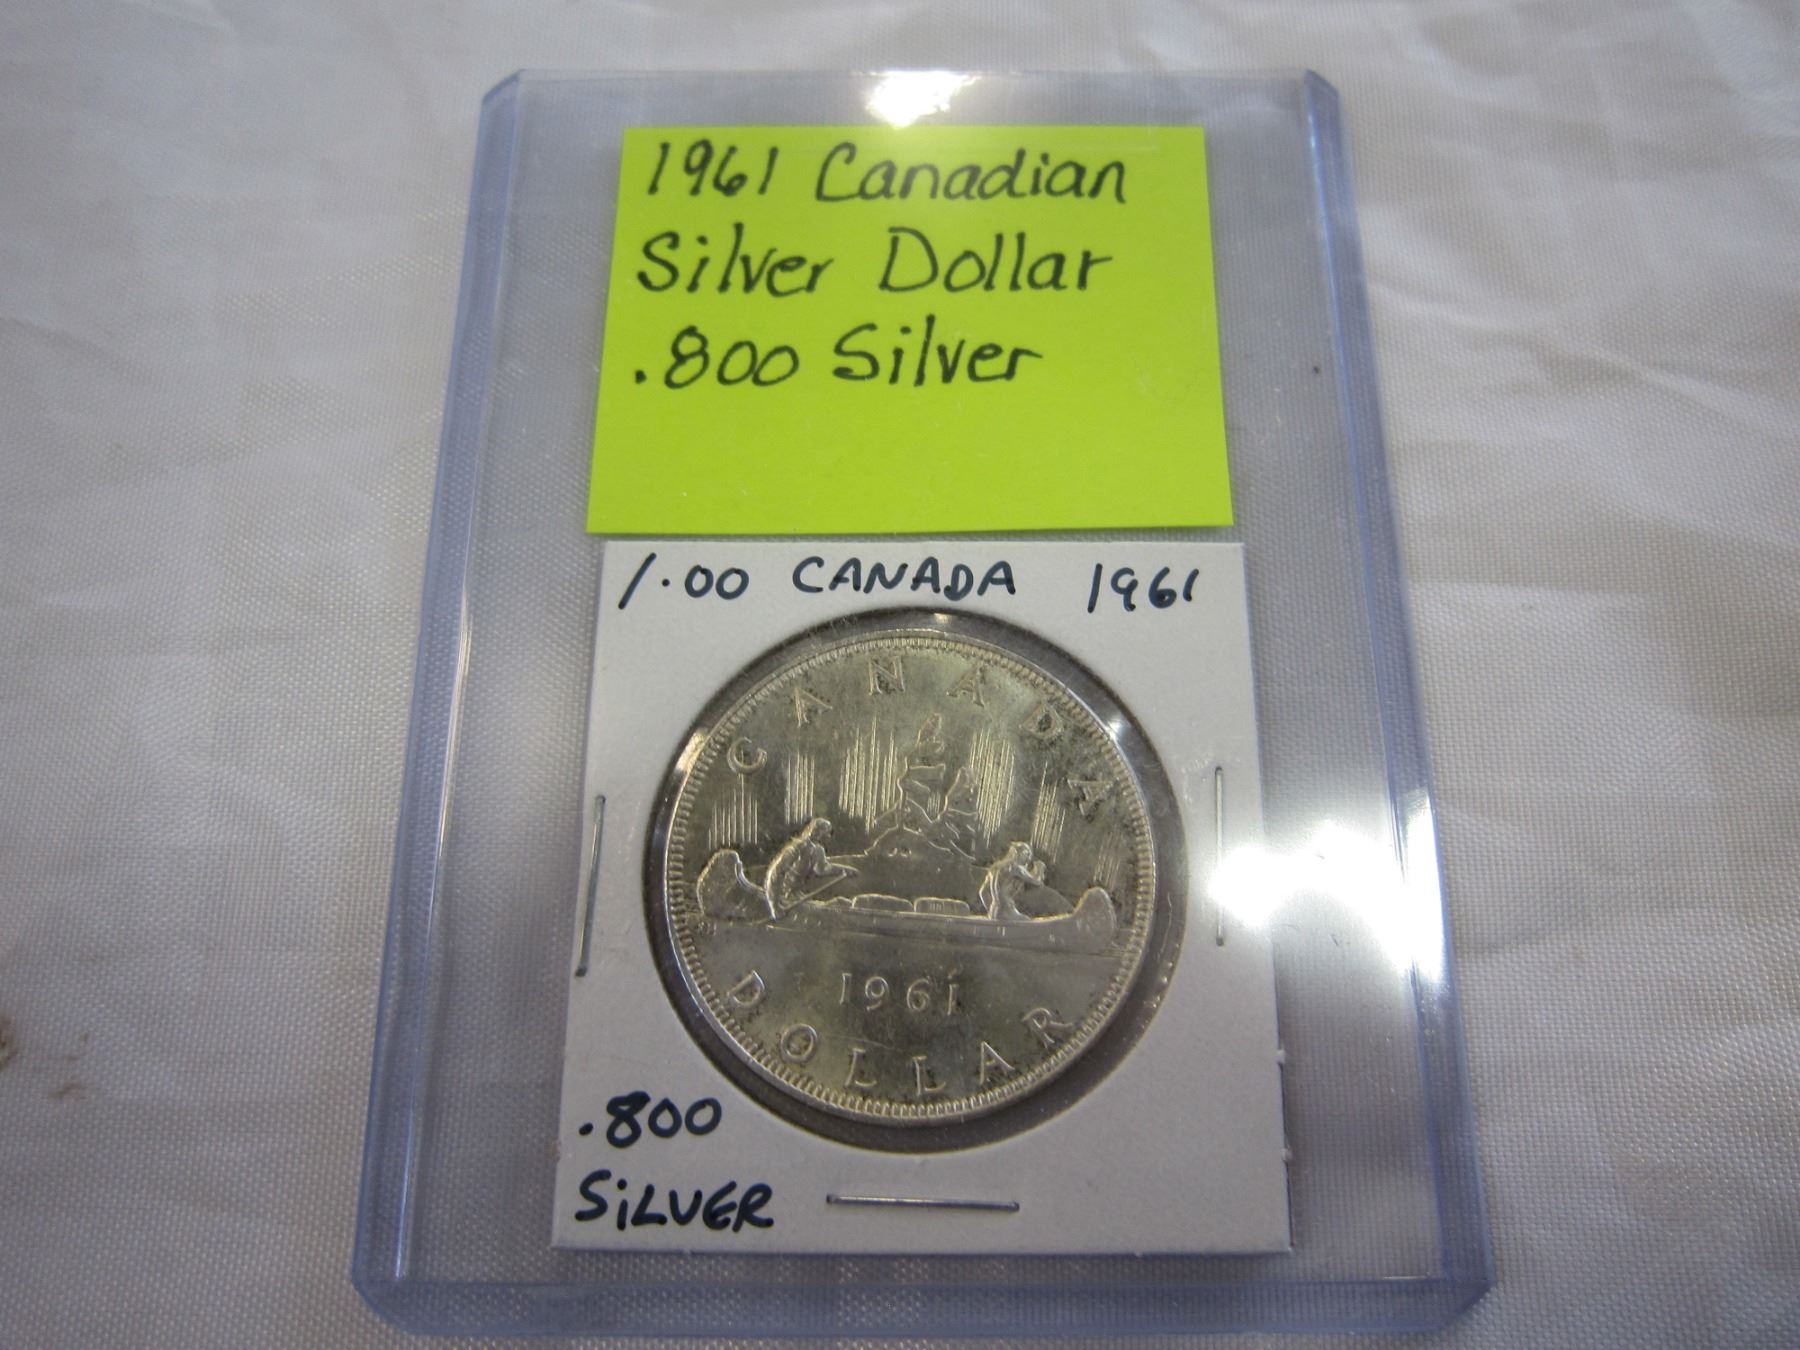 1961 Canadian
Silver Dollar
.800 Silver
1.00 CANADA 1961
CANADA
1961
DOLLAR
.800
SiLVER